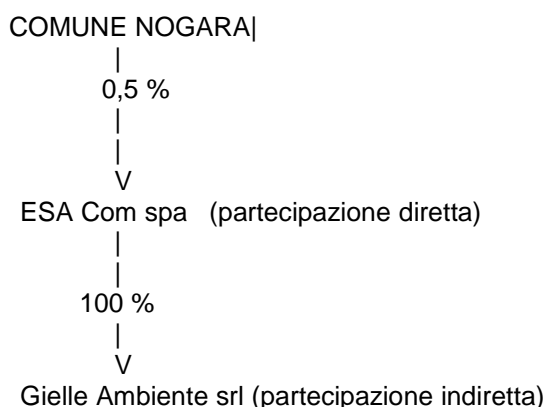 COMUNE NOGARA|
|
0,5 %
|
|
V
ESA Com spa (partecipazione diretta)
|
|
100 %
|
V
Gielle Ambiente srl (partecipazione indiretta)